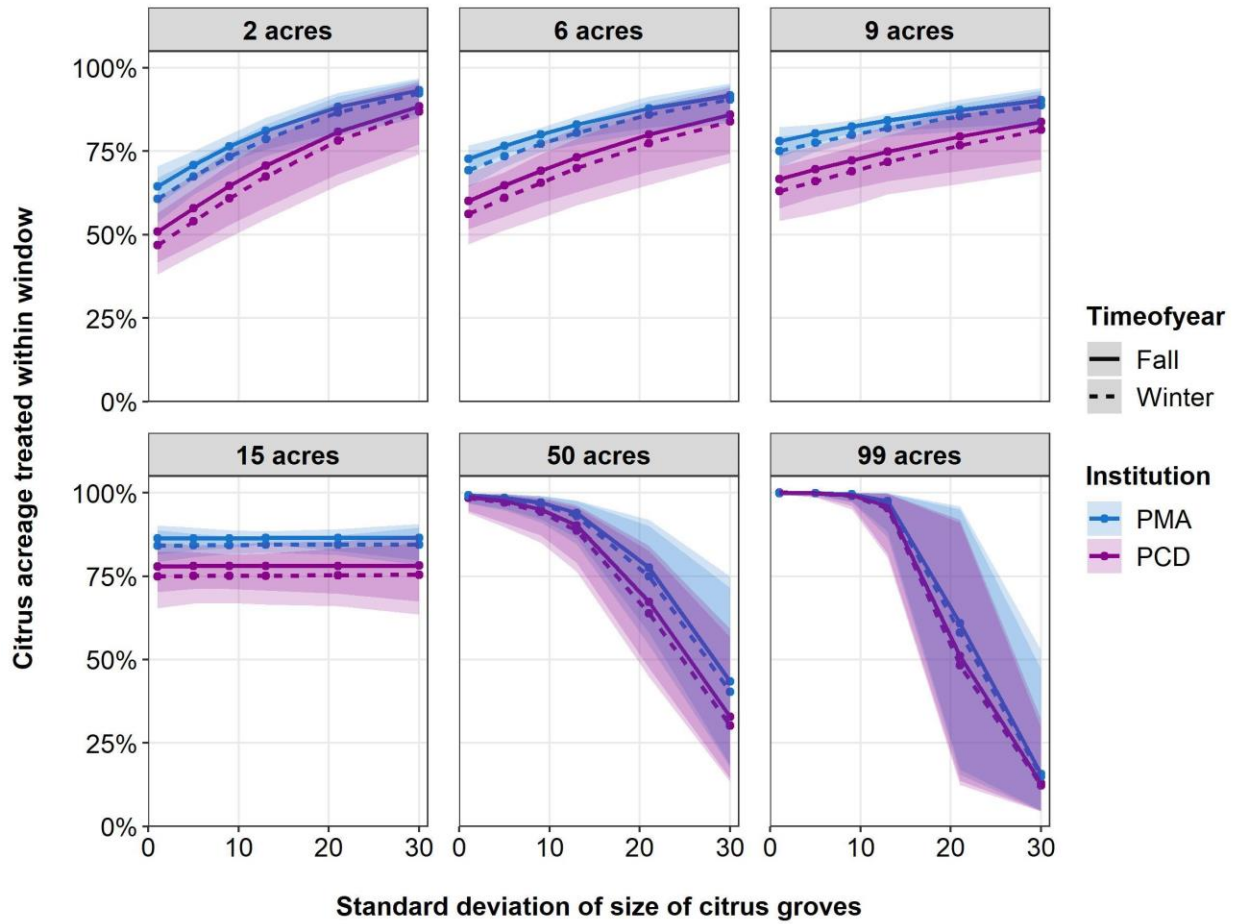 2 acres
6 acres
9 acres
100%
75%
50%
25%
0%
15 acres
50 acres
99 acres
100%
75%
50%
25%
0%
0 10 20 30
0 10 20 30
0 10 20 30
Standard deviation of size of citrus groves
Citrus acreage treated within window
Timeofyear
Fall
Winter
Institution
PMA
PCD